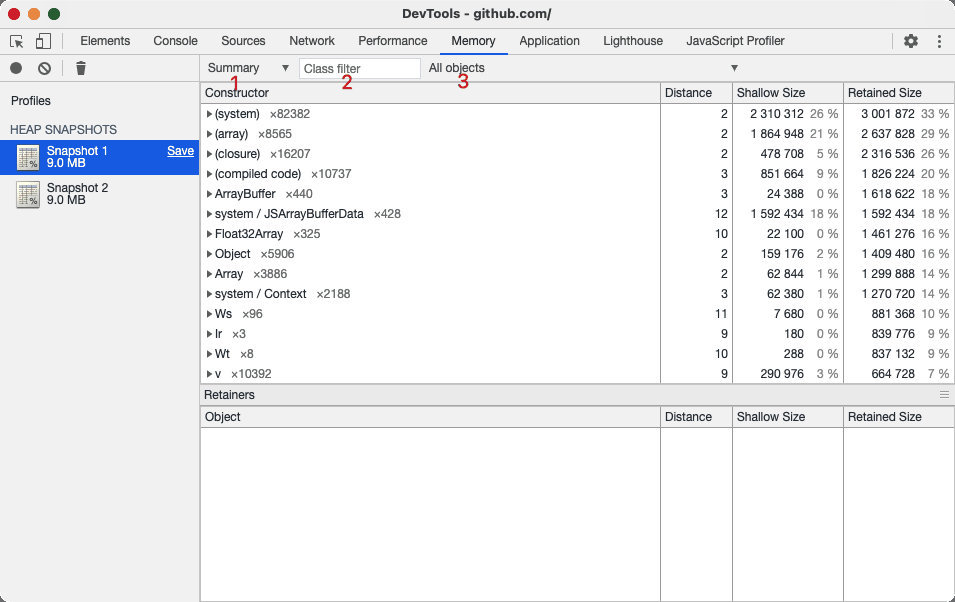 DevTools - github.com/
Elements Console Sources Network Performance Memory Application Lighthouse JavaScript Profiler
Summary ▼ Class filter All objects ▼
1 2 3
Profiles
HEAP SNAPSHOTS
Snapshot 1 Save
9.0 MB
Snapshot 2
9.0 MB
Constructor Distance Shallow Size Retained Size
(system) ×82382 2 2 310 312 26 % 3 001 872 33 %
(array) ×8565 2 1 864 948 21 % 2 637 828 29 %
(closure) ×16207 2 478 708 5 % 2 316 536 26 %
(compiled code) ×10737 3 851 664 9 % 1 826 224 20 %
ArrayBuffer ×440 3 24 388 0 % 1 618 622 18 %
system / JSArrayBufferData ×428 12 1 592 434 18 % 1 592 434 18 %
Float32Array ×325 10 22 100 0 % 1 461 276 16 %
Object ×5906 2 159 176 2 % 1 409 480 16 %
Array ×3886 2 62 844 1 % 1 299 888 14 %
system / Context ×2188 3 62 380 1 % 1 270 720 14 %
Ws ×96 11 7 680 0 % 881 368 10 %
Ir ×3 9 180 0 % 839 776 9 %
Wt ×8 10 288 0 % 837 132 9 %
v ×10392 9 290 976 3 % 664 728 7 %
Retainers
Object Distance Shallow Size Retained Size